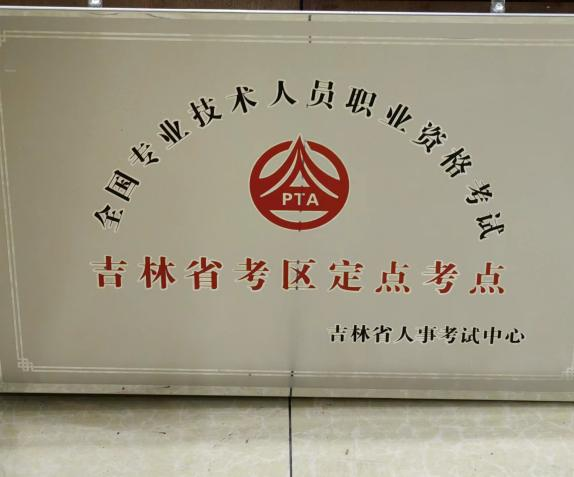 全国专业技术人员职业资格考试
PTA
吉林省考区定点考点
吉林省人事考试中心